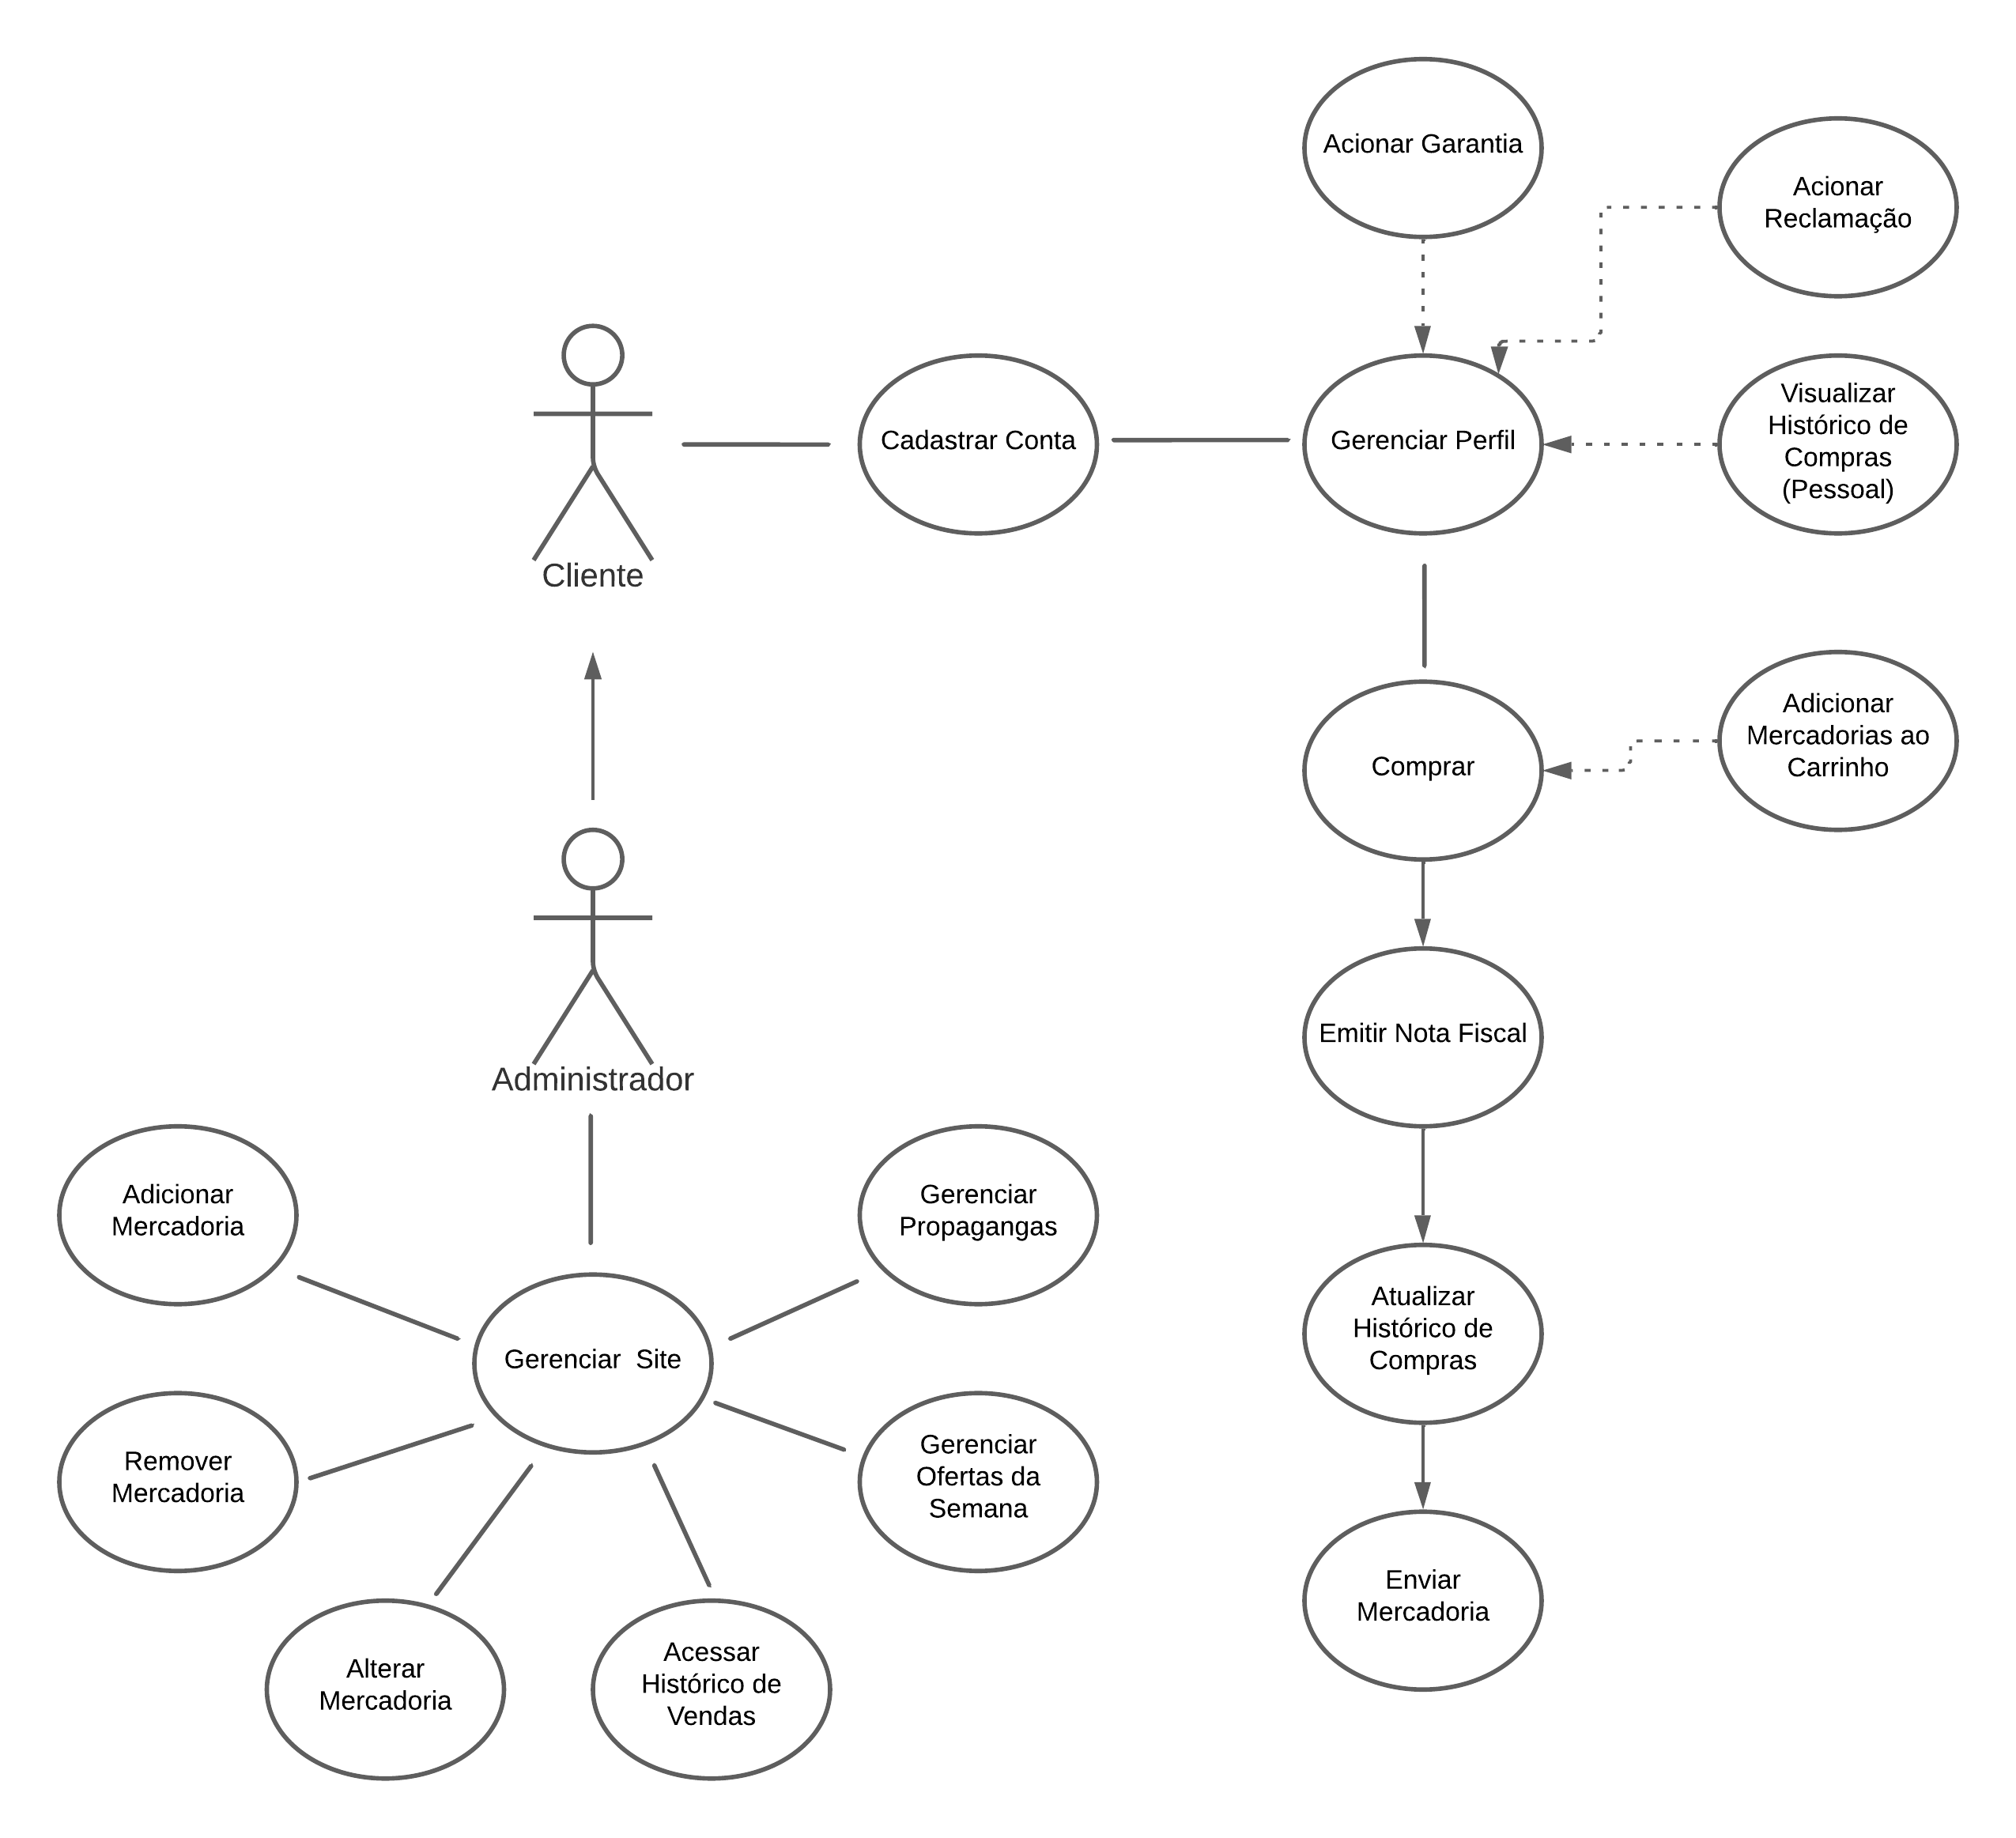 Acionar Garantia
Acionar
Reclamação
Cliente
Cadastrar Conta
Gerenciar Perfil
Visualizar
Histórico de
Compras
(Pessoal)
Comprar
Adicionar
Mercadorias ao
Carrinho
Administrador
Emitir Nota Fiscal
Adicionar
Mercadoria
Gerenciar
Propagangas
Gerenciar  Site
Atualizar
Histórico de
Compras
Remover
Mercadoria
Gerenciar
Ofertas da
Semana
Alterar
Mercadoria
Acessar
Histórico de
Vendas
Enviar
Mercadoria